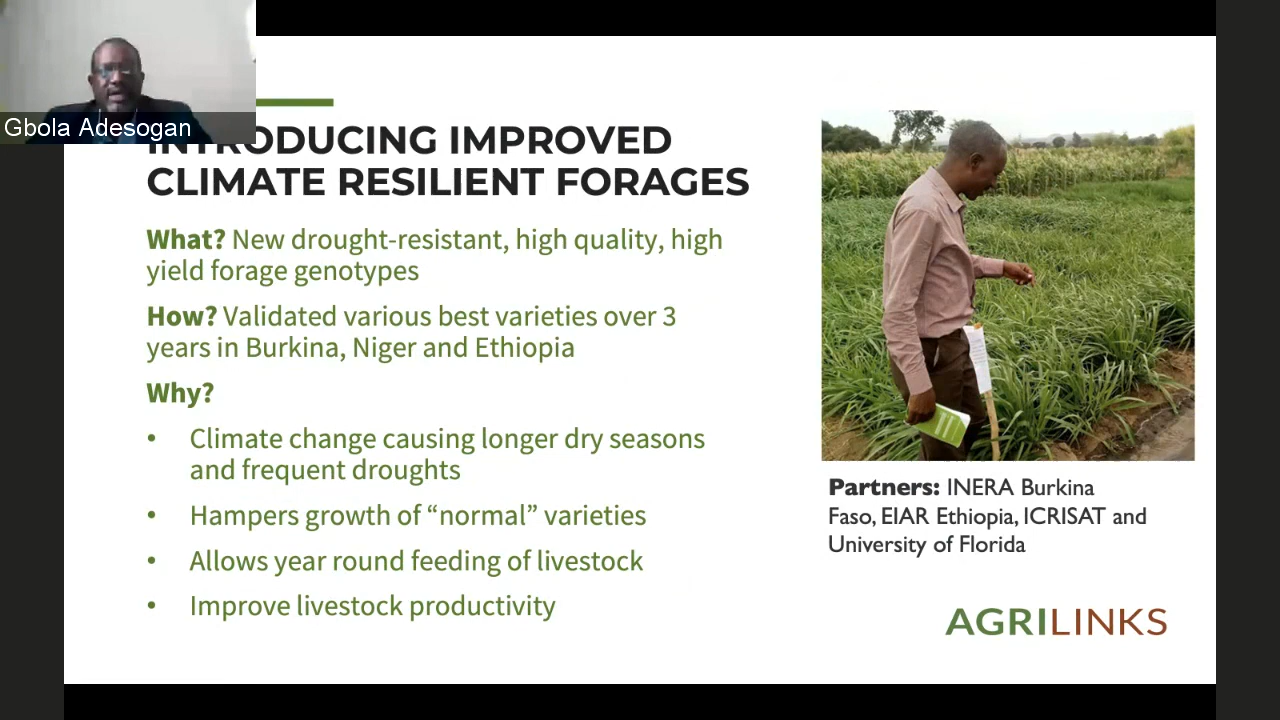 Gbola Adesogan
INTRODUCING IMPROVED
CLIMATE RESILIENT FORAGES
What? New drought-resistant, high quality, high
yield forage genotypes
How? Validated various best varieties over 3
years in Burkina, Niger and Ethiopia
Why?
• Climate change causing longer dry seasons
and frequent droughts
• Hampers growth of “normal” varieties
• Allows year round feeding of livestock
• Improve livestock productivity
Partners: INERA Burkina
Faso, EIAR Ethiopia, ICRISAT and
University of Florida
AGRILINKS